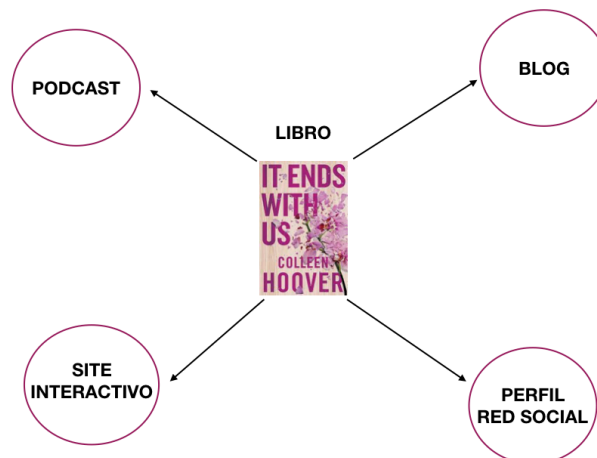 PODCAST
BLOG
LIBRO
IT ENDS
WITH
US
COLLEEN
HOOVER
SITE
INTERACTIVO
PERFIL
RED SOCIAL